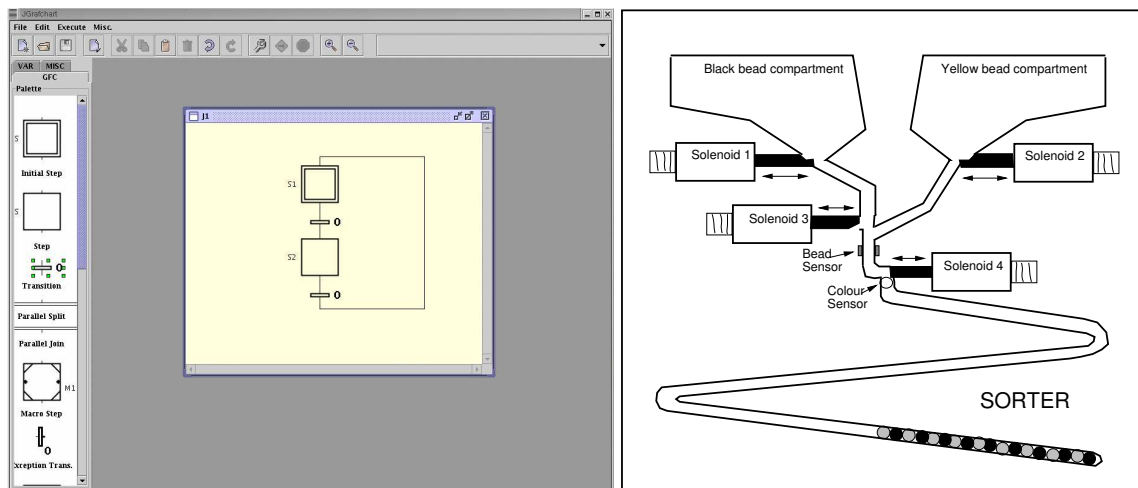 JGrafchart
File Edit Execute Misc.
VAR MISC
GFC
Palette
S
Initial Step
S
Step
0
Transition
Parallel Split
Parallel Join
M1
Macro Step
0
xception Trans.
J1
S1
0
S2
0
Black bead compartment
Yellow bead compartment
Solenoid 1
Solenoid 2
Solenoid 3
Bead
Sensor
Solenoid 4
Colour
Sensor
SORTER